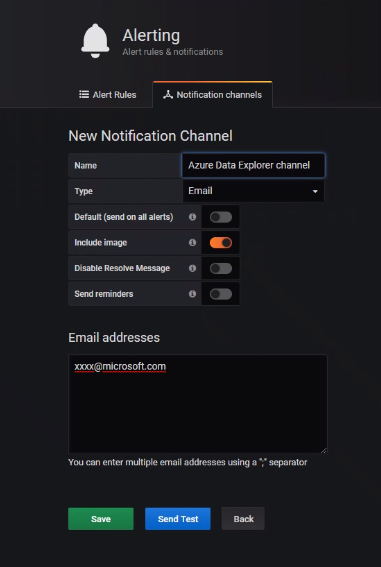 Alerting
Alert rules & notifications
Alert Rules
Notification channels
New Notification Channel
Name
Azure Data Explorer channel
Type
Email
Default (send on all alerts)
Include image
Disable Resolve Message
Send reminders
Email addresses
xxxx@microsoft.com
You can enter multiple email addresses using a ";" separator
Save
Send Test
Back